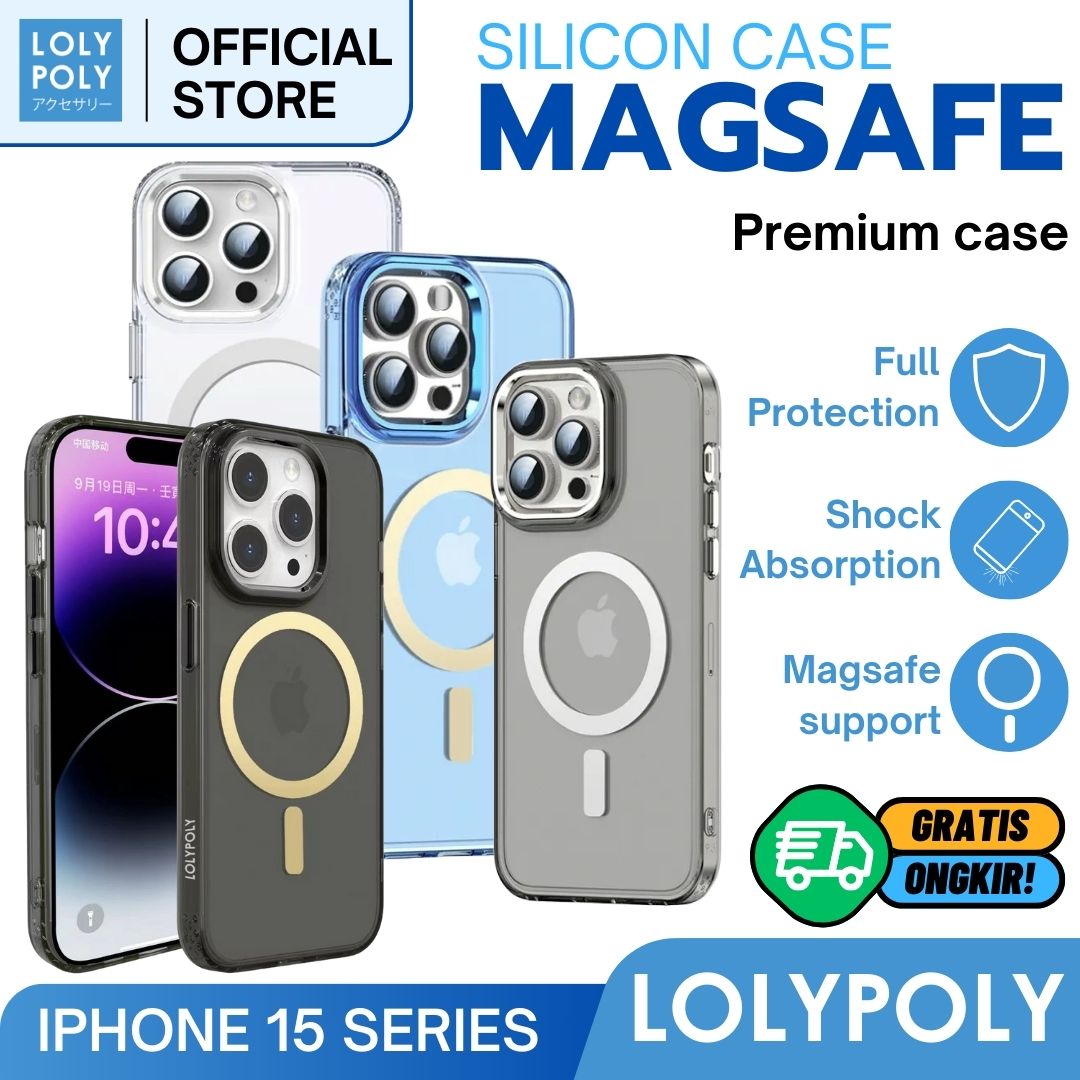 LOLY
POLY
アクセサリー
OFFICIAL
STORE
SILICON CASE
MAGSAFE
Premium case
Full
Protection
Shock
Absorption
Magsafe
support
中国移动
9月19日周一·壬寅
10:4
LOLYPOLY
GRATIS
ONGKIR!
IPHONE 15 SERIES
LOLYPOLY